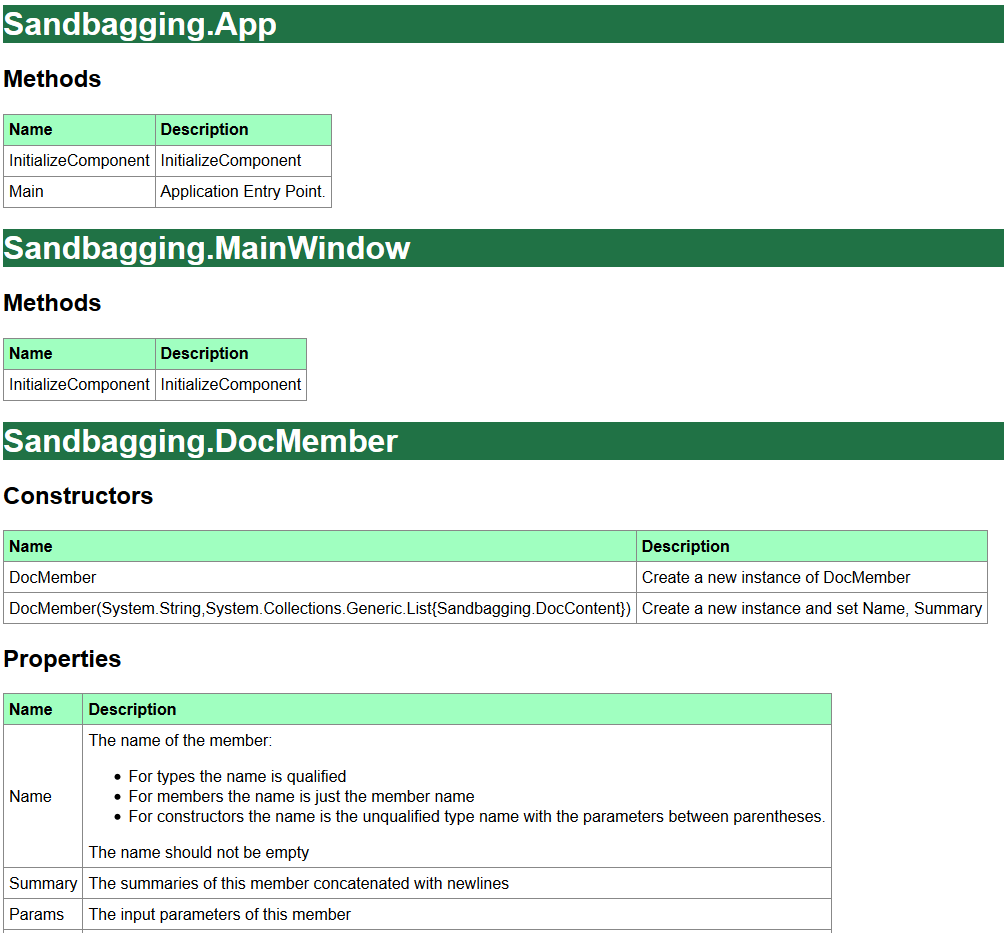 Sandbagging.App
Methods
Name Description
InitializeComponent InitializeComponent
Main Application Entry Point.
Sandbagging.MainWindow
Methods
Name Description
InitializeComponent InitializeComponent
Sandbagging.DocMember
Constructors
Name Description
DocMember Create a new instance of DocMember
DocMember(System.String,System.Collections.Generic.List{Sandbagging.DocContent}) Create a new instance and set Name, Summary
Properties
Name Description
The name of the member:
• For types the name is qualified
Name • For members the name is just the member name
• For constructors the name is the unqualified type name with the parameters between parentheses.
The name should not be empty
Summary The summaries of this member concatenated with newlines
Params The input parameters of this member